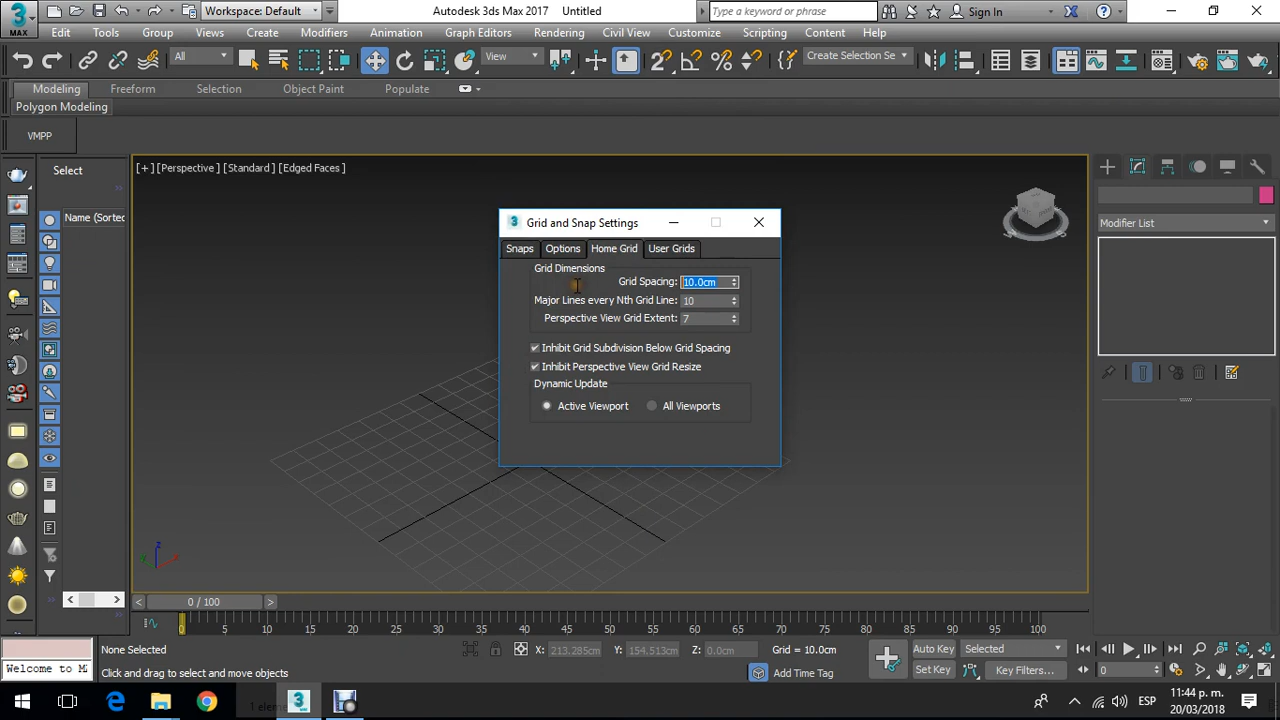 3 MAX Workspace: Default Autodesk 3ds Max 2017 Untitled Type a keyword or phrase Sign In
Edit Tools Group Views Create Modifiers Animation Graph Editors Rendering Civil View Customize Scripting Content Help
All View Create Selection Se
Modeling Freeform Selection Object Paint Populate
Polygon Modeling
VMPP
[+] [Perspective] [Standard] [Edged Faces]
Select
Name (Sorted
Modifier List
3 Grid and Snap Settings
Snaps Options Home Grid User Grids
Grid Dimensions
Grid Spacing: 10.0cm
Major Lines every Nth Grid Line: 10
Perspective View Grid Extent: 7
Inhibit Grid Subdivision Below Grid Spacing
Inhibit Perspective View Grid Resize
Dynamic Update
Active Viewport All Viewports
z
x
y
< 0 / 100 >
0 5 10 15 20 25 30 35 40 45 50 55 60 65 70 75 80 85 90 95 100
None Selected X: 213.285cm Y: 154.513cm Z: 0.0cm Grid = 10.0cm Auto Key Selected
Welcome to M Click and drag to select and move objects Add Time Tag Set Key Key Filters... 0
1 eleme
ESP 11:44 p. m.
20/03/2018